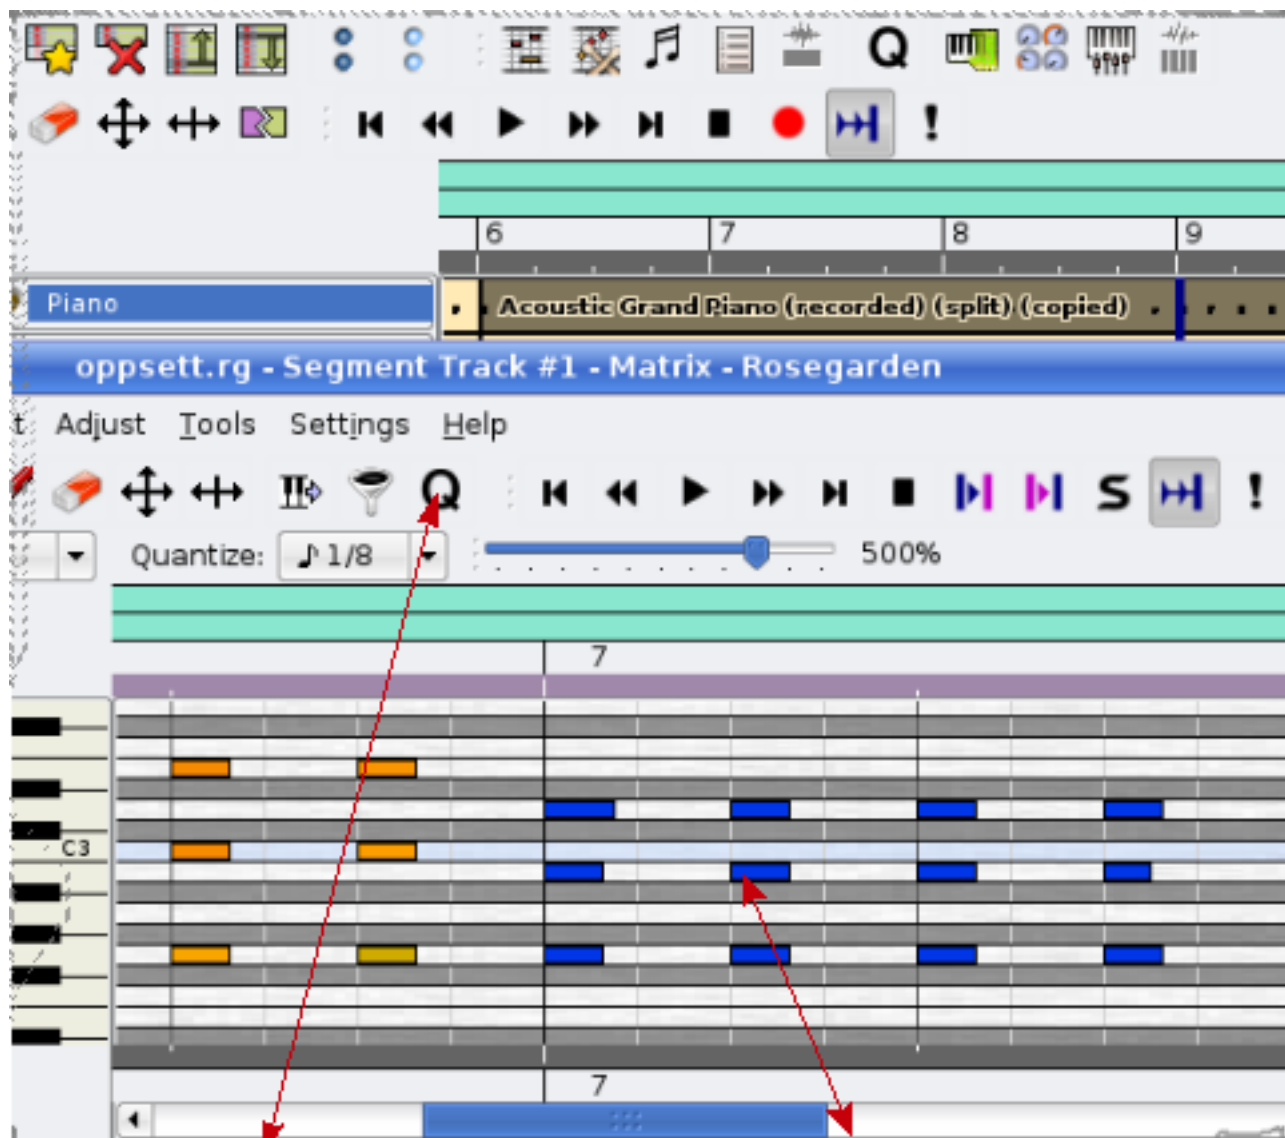 Q
!
6 7 8 9
Piano
Acoustic Grand Piano (recorded) (split) (copied)
oppsett.rg - Segment Track #1 - Matrix - Rosegarden
t Adjust Tools Settings Help
Q S !
Quantize: 1/8 500%
7
C3
7